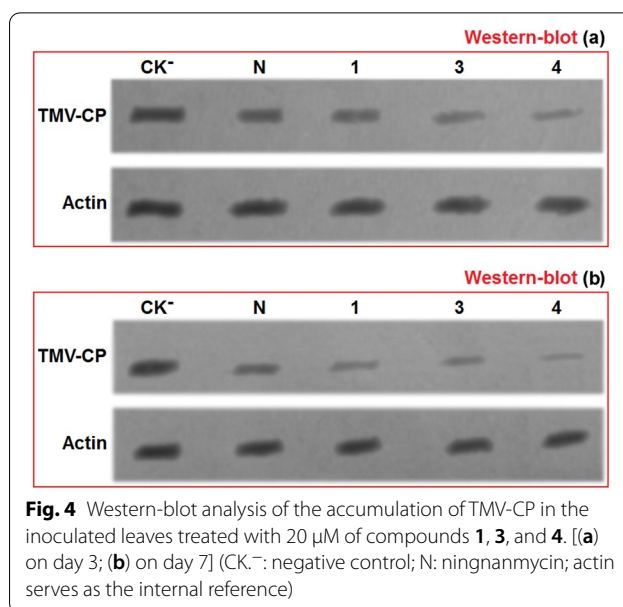 Western-blot (a)
CK⁻ N 1 3 4
TMV-CP
Actin
Western-blot (b)
CK⁻ N 1 3 4
TMV-CP
Actin
Fig. 4 Western-blot analysis of the accumulation of TMV-CP in the
inoculated leaves treated with 20 μM of compounds 1, 3, and 4. [(a)
on day 3; (b) on day 7] (CK.⁻: negative control; N: ningnanmycin; actin
serves as the internal reference)